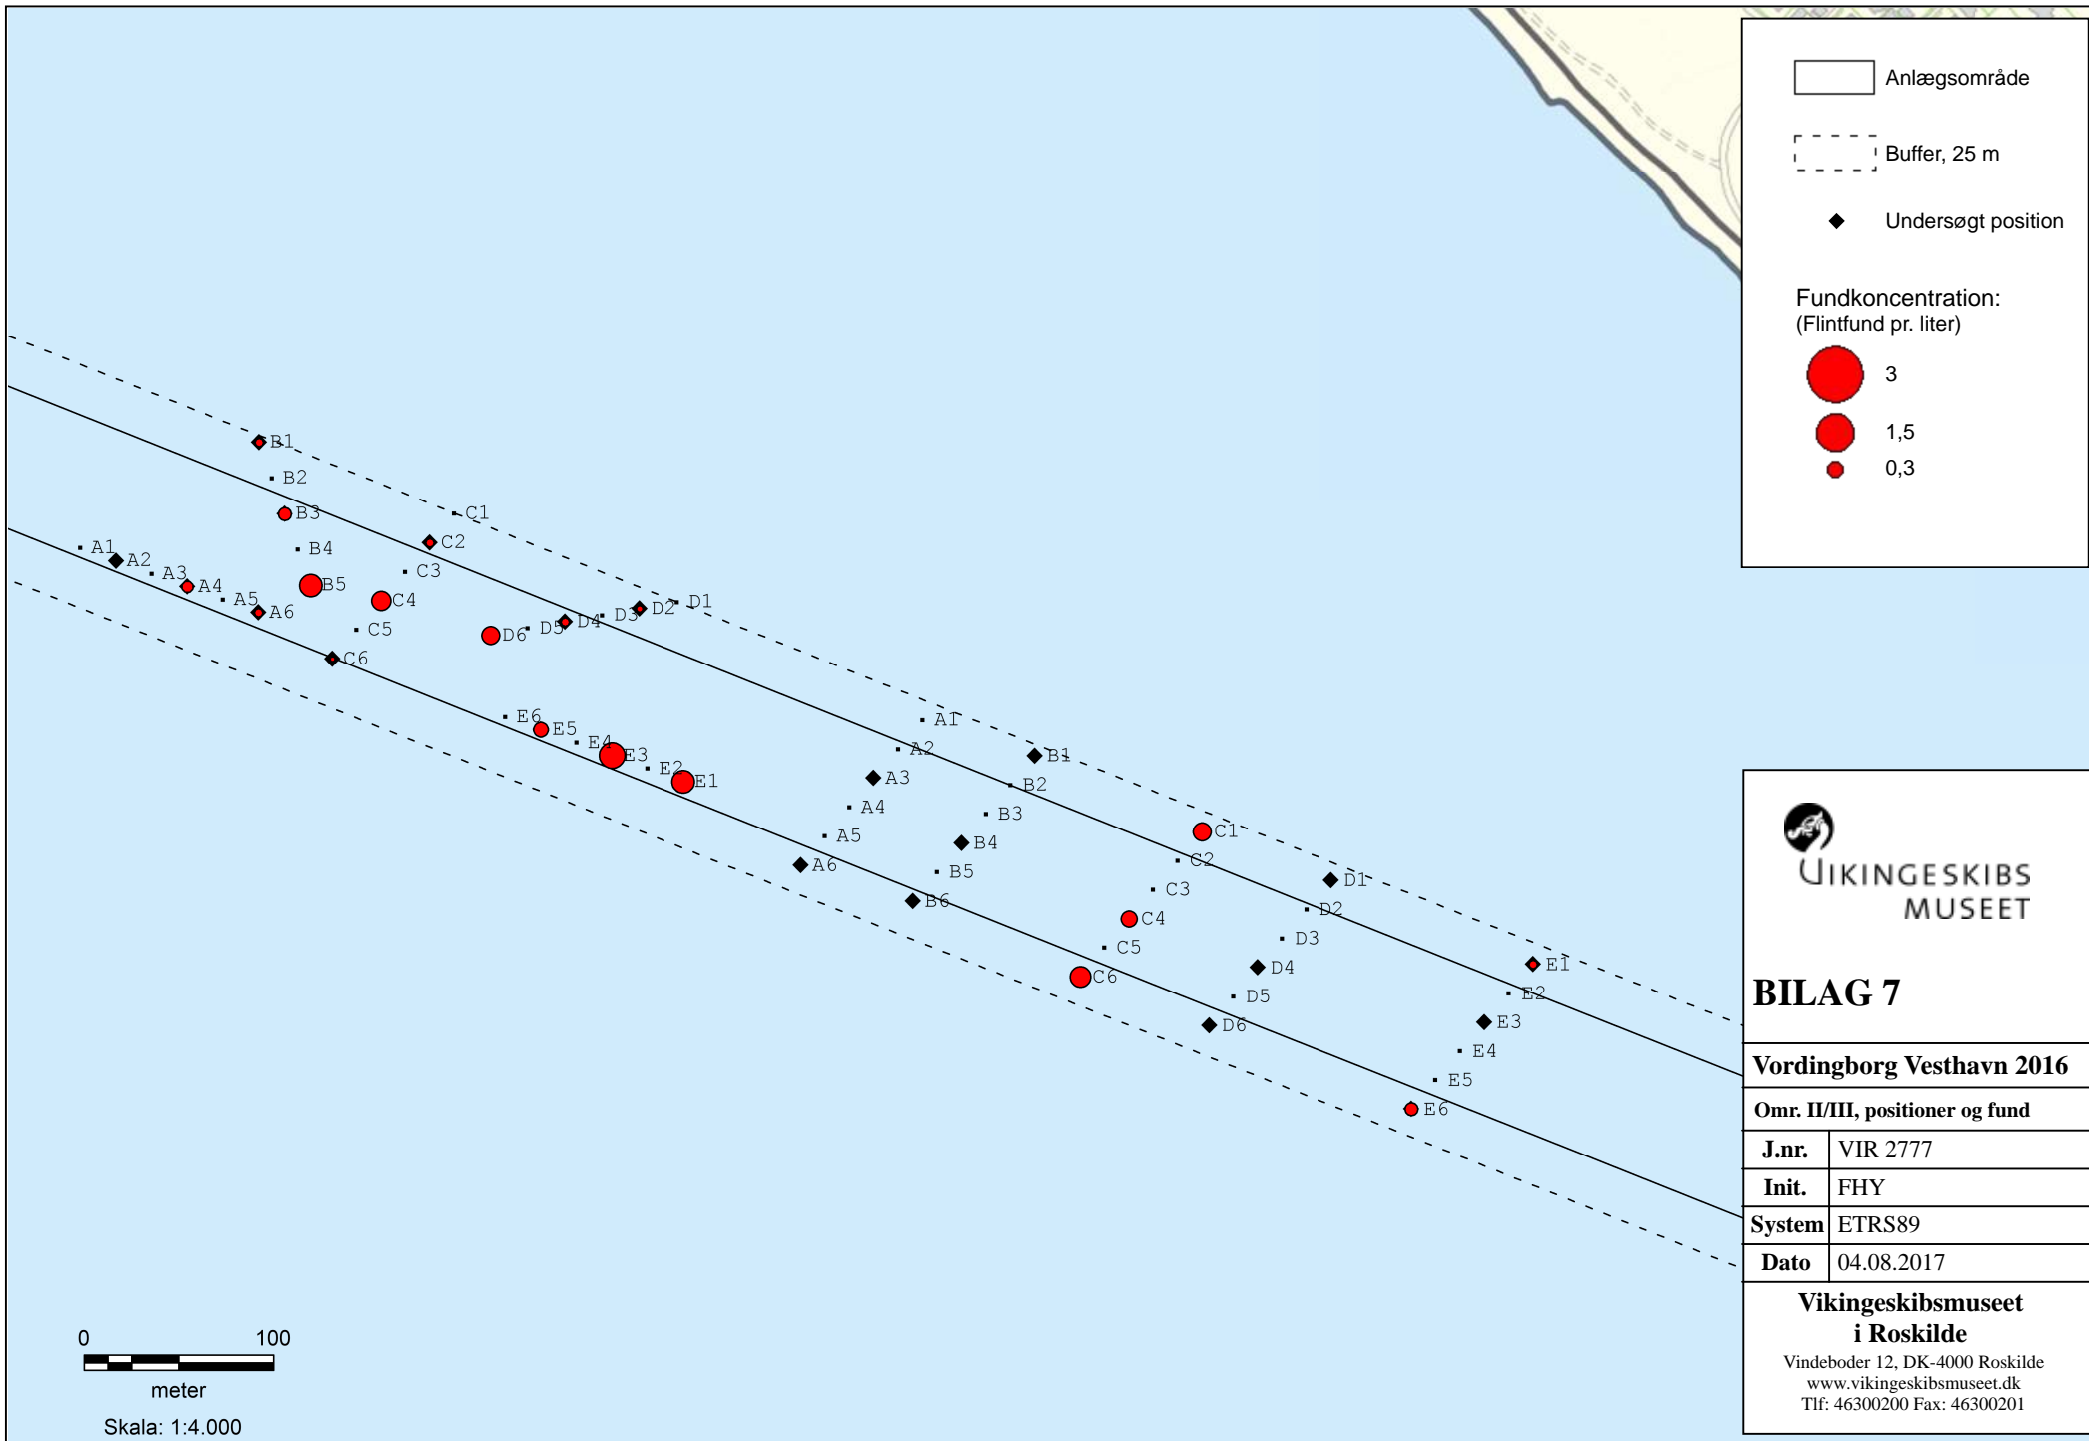 Anlægsområde
Buffer, 25 m
Undersøgt position
Fundkoncentration:
(Flintfund pr. liter)
3
1,5
0,3
B1
B2
B3
C1
C2
A1
B4
A2
C3
A3
A4
B5
A5
C4
A6
D1
D2
D3
D4
C5
D5
D6
C6
E6
E5
E4
E3
E2
E1
A1
A2
B1
A3
B2
A4
B3
A5
C1
B4
A6
C2
B5
D1
C3
B6
D2
C4
D3
C5
E1
D4
C6
E2
D5
E3
D6
E4
E5
E6
VIKINGESKIBS
MUSEET
BILAG 7
Vordingborg Vesthavn 2016
Omr. II/III, positioner og fund
J.nr. VIR 2777
Init. FHY
System ETRS89
Dato 04.08.2017
Vikingeskibsmuseet
i Roskilde
Vindeboder 12, DK-4000 Roskilde
www.vikingeskibsmuseet.dk
Tlf: 46300200 Fax: 46300201
0 100
meter
Skala: 1:4.000